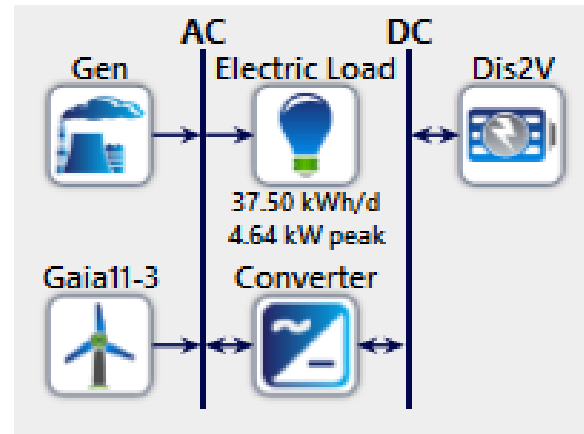 AC
DC
Gen
Electric Load
Dis2V
37.50 kWh/d
4.64 kW peak
Gaia11-3
Converter